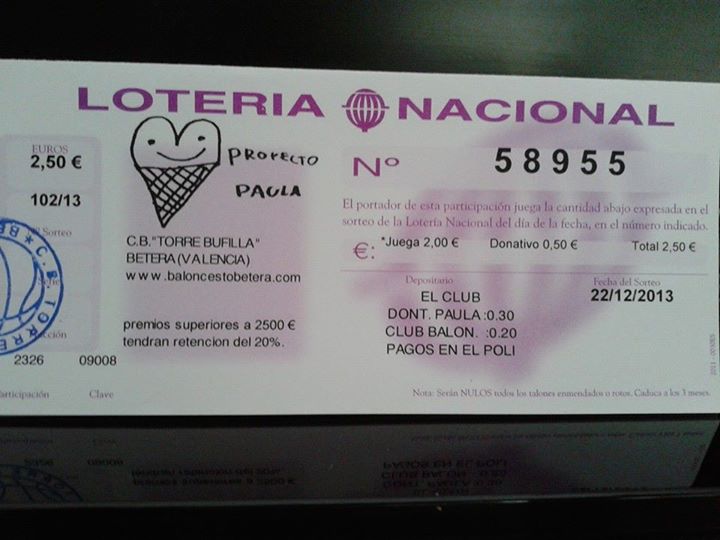 LOTERIA NACIONAL
EUROS
2,50 €
102/13
Sorteo
2326 09008
Clave
PROYECTO
PAULA
C.B."TORRE BUFILLA"
BETERA(VALENCIA)
www.baloncestobetera.com
premios superiores a 2500 €
tendran retencion del 20%.
Nº 58955
El portador de esta participación juega la cantidad abajo expresada en el
sorteo de la Lotería Nacional del día de la fecha, en el número indicado.
€: *Juega 2,00 € Donativo 0,50 € Total 2,50 €
Depositario
EL CLUB
DONT. PAULA:0.30
CLUB BALON. :0.20
PAGOS EN EL POLI
Fecha del Sorteo
22/12/2013
Nota: Serán NULOS todos los talones enmendados o rotos. Caduca a los 3 meses.
C. B. TORRE